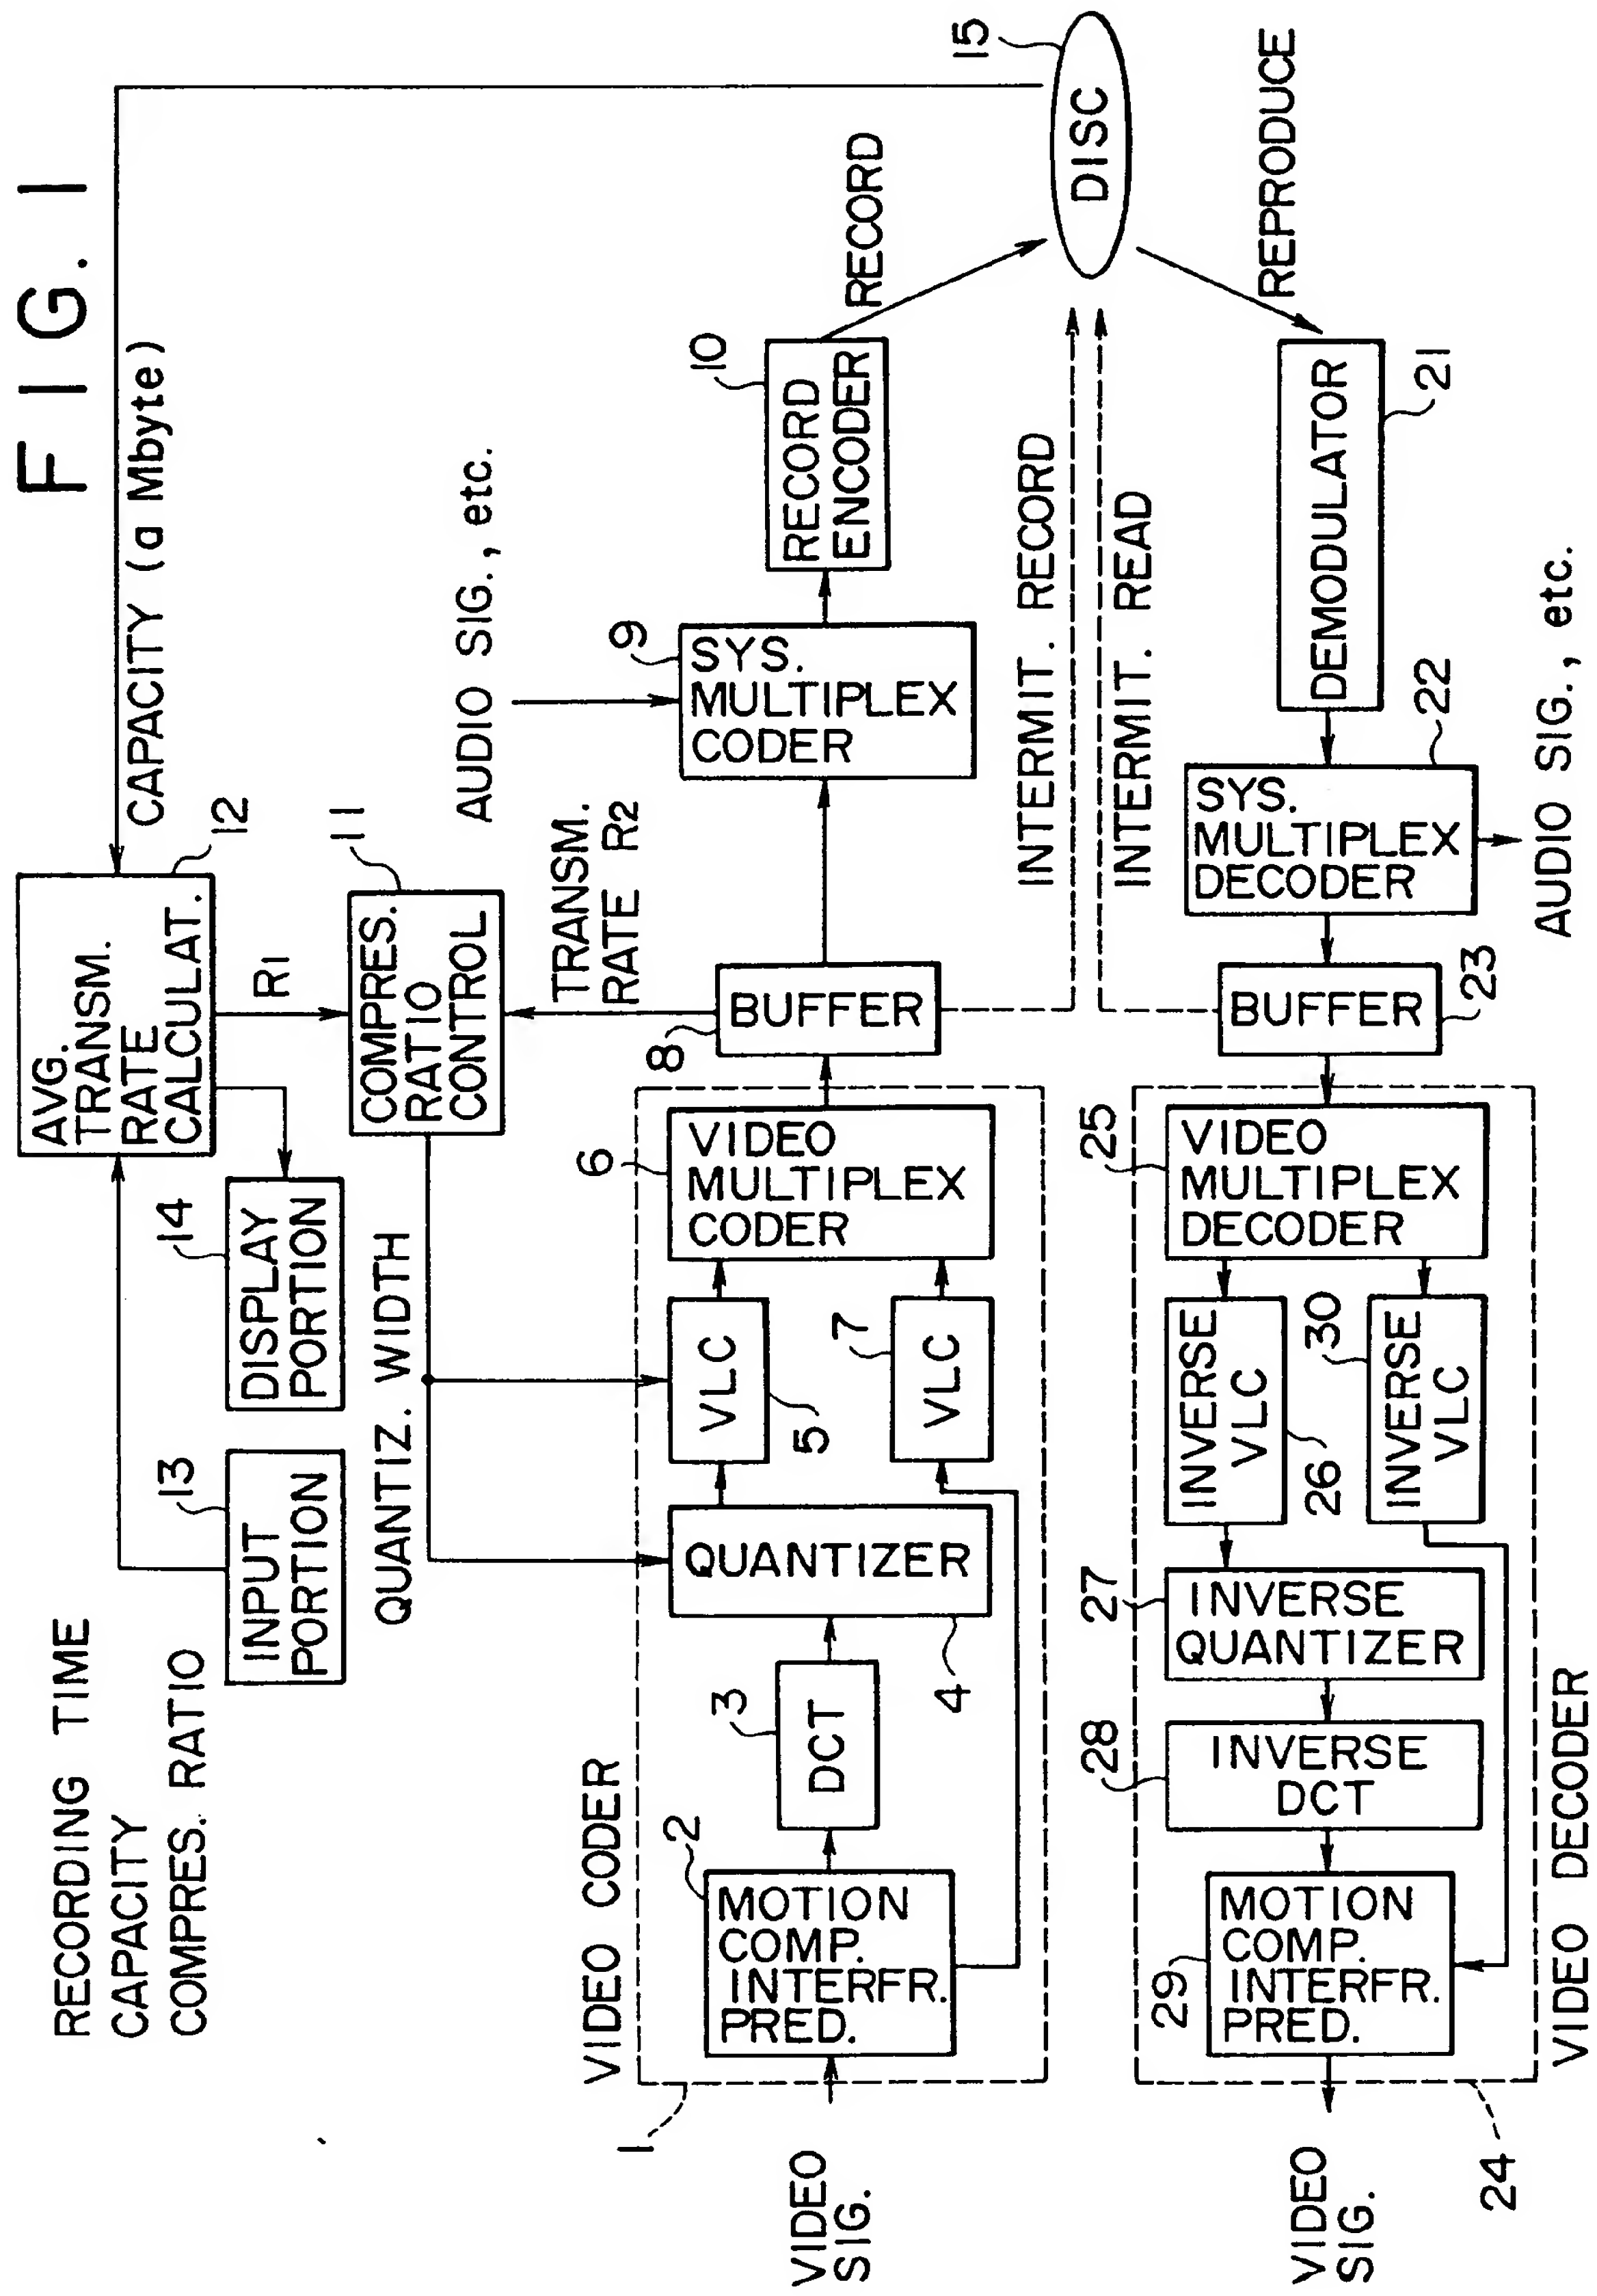 FIG. 1
RECORDING TIME
CAPACITY
COMPRES. RATIO
13
INPUT
PORTION
14
DISPLAY
PORTION
AVG.
TRANSM.
RATE
CALCULAT.
12
CAPACITY (a Mbyte)
R1
11
COMPRES.
RATIO
CONTROL
QUANTIZ. WIDTH
TRANSM.
RATE R2
AUDIO SIG., etc.
VIDEO CODER
1
VIDEO
SIG.
2
MOTION
COMP.
INTERFR.
PRED.
3
DCT
4
QUANTIZER
5
VLC
7
VLC
6
VIDEO
MULTIPLEX
CODER
8
BUFFER
9
SYS.
MULTIPLEX
CODER
10
RECORD
ENCODER
RECORD
15
DISC
INTERMIT. RECORD
INTERMIT. READ
REPRODUCE
VIDEO
SIG.
24
VIDEO DECODER
29
MOTION
COMP.
INTERFR.
PRED.
28
INVERSE
DCT
27
INVERSE
QUANTIZER
26
INVERSE
VLC
30
INVERSE
VLC
25
VIDEO
MULTIPLEX
DECODER
23
BUFFER
22
SYS.
MULTIPLEX
DECODER
21
DEMODULATOR
AUDIO SIG., etc.